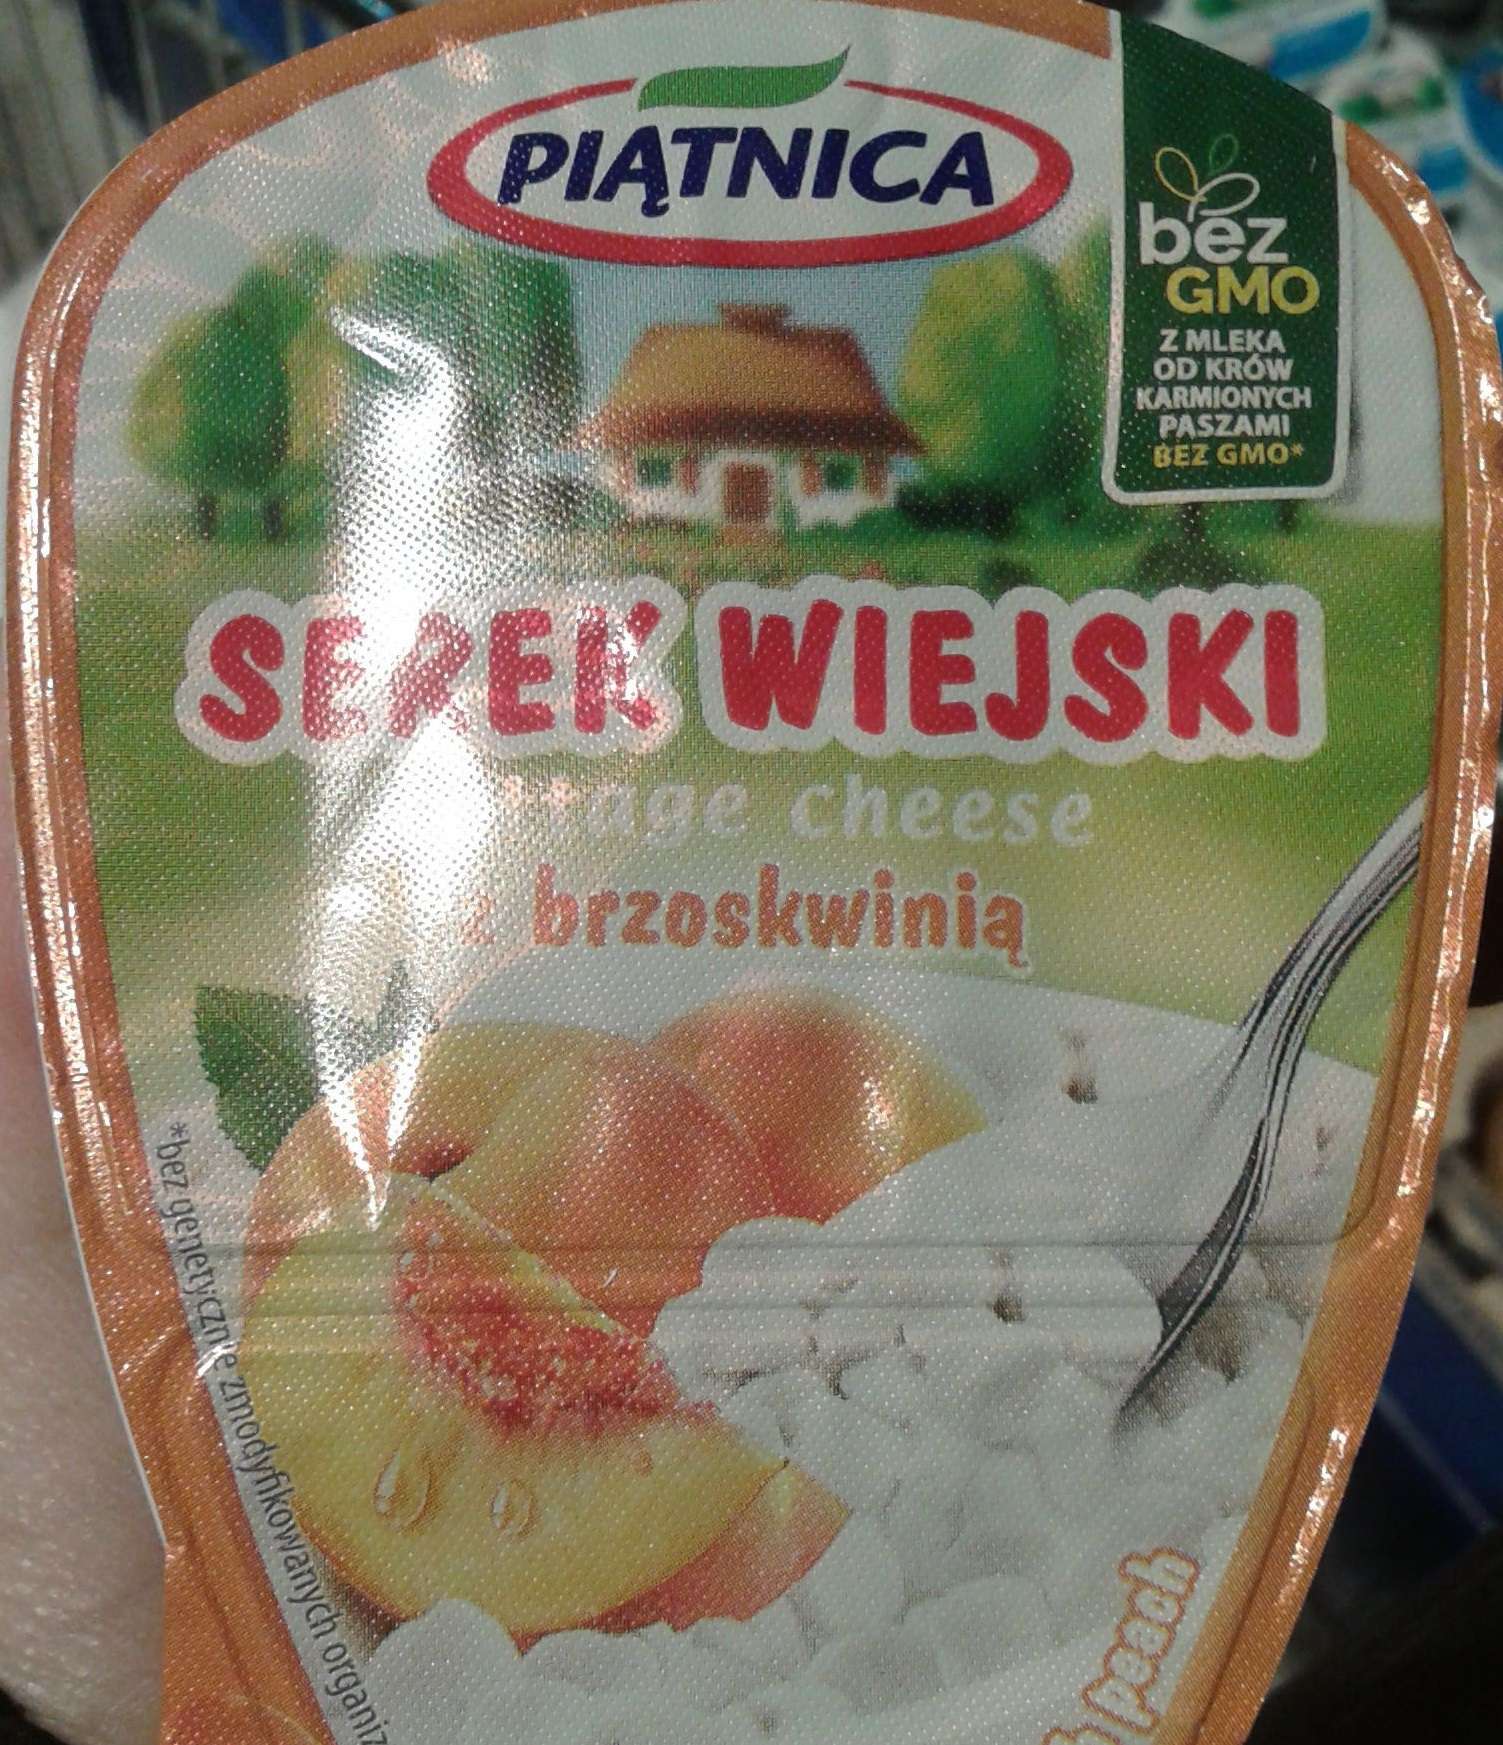 PIĄTNICA
bez
GMO
Z MLEKA
OD KRÓW
KARMIONYCH
PASZAMI
BEZ GMO*
SEREK WIEJSKI
cheese
z brzoskwinią
*bez genetycznie zmodyfikowanych
peach